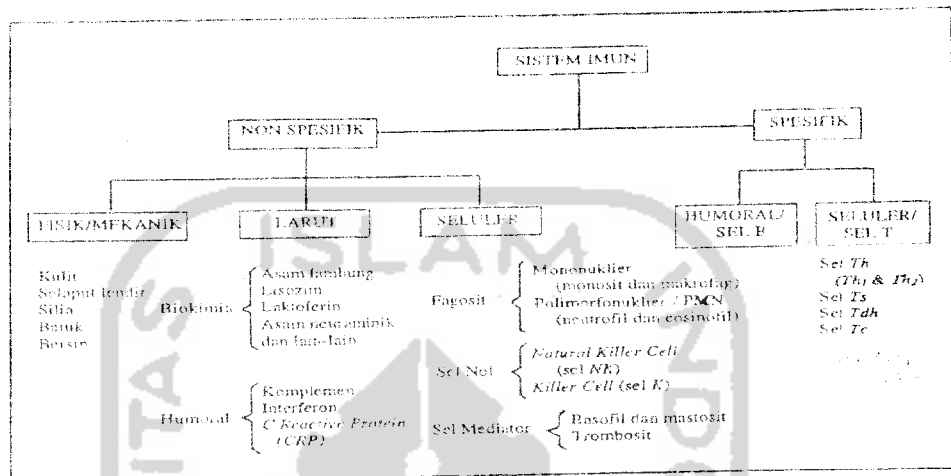 SISTEM IMUN
NON SPESIFIK
SPESIFIK
FISIK/MEKANIK
LARUT
SELULER
HUMORAL/
SEL B
SELULER/
SEL T
Kulit
Selaput lendir
Silia
Batuk
Bersin
Biokimia
Asam lambung
Lisozim
Laktoferin
Asam neuraminik
dan lain-lain
Humoral
Komplemen
Interferon
C Reactive Protein
(CRP)
Fagosit
Mononuklier
(monosit dan makrofag)
Polimorfonuklier / PMN
(neutrofil dan eosinofil)
Sel Nol
Natural Killer Cell
(sel NK)
Killer Cell (sel K)
Sel Mediator
Basofil dan mastosit
Trombosit
Sel Th
(Th1 & Th2)
Sel Ts
Sel Tdh
Sel Tc
ISLAM
ITAS